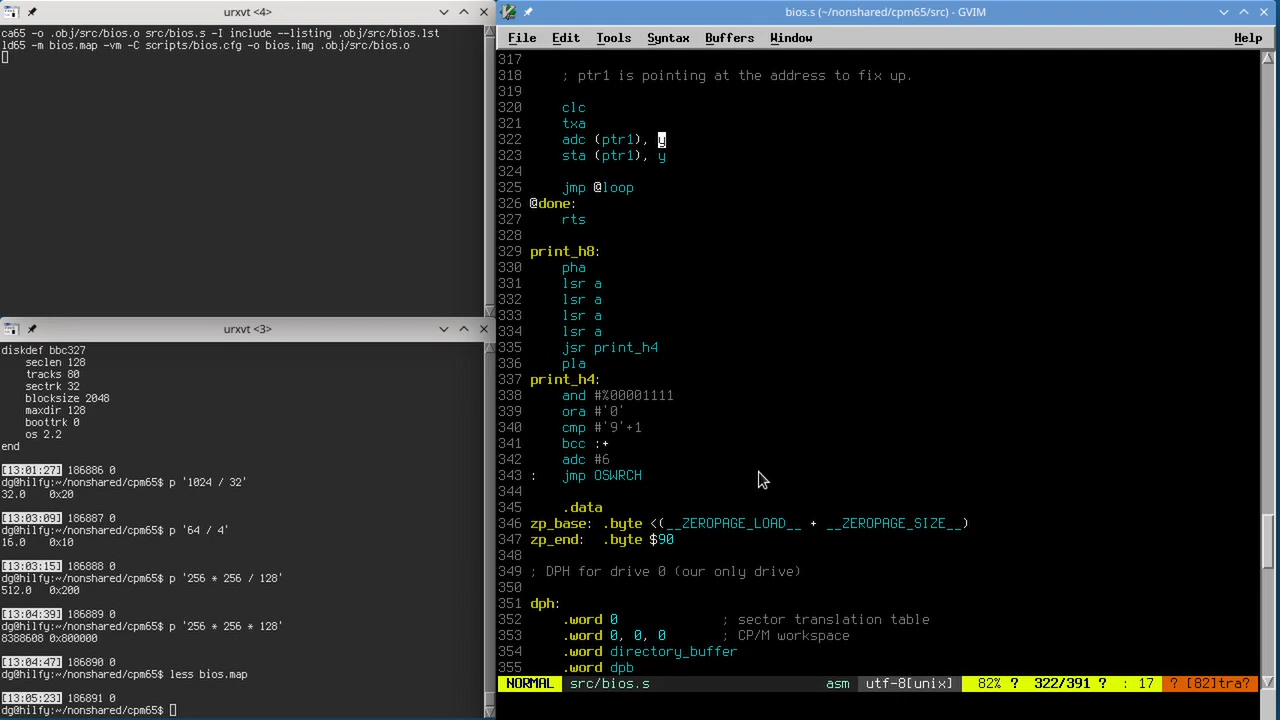 urxvt <4>
ca65 -o .obj/src/bios.o src/bios.s -I include --listing .obj/src/bios.lst
ld65 -m bios.map -vm -C scripts/bios.cfg -o bios.img .obj/src/bios.o
urxvt <3>
diskdef bbc327
    seclen 128
    tracks 80
    sectrk 32
    blocksize 2048
    maxdir 128
    boottrk 0
    os 2.2
end
[13:01:27] 186886 0
dg@hilfy:~/nonshared/cpm65$ p '1024 / 32'
32.0   0x20
[13:03:09] 186887 0
dg@hilfy:~/nonshared/cpm65$ p '64 / 4'
16.0   0x10
[13:03:15] 186888 0
dg@hilfy:~/nonshared/cpm65$ p '256 * 256 / 128'
512.0   0x200
[13:04:39] 186889 0
dg@hilfy:~/nonshared/cpm65$ p '256 * 256 * 128'
8388608 0x800000
[13:04:47] 186890 0
dg@hilfy:~/nonshared/cpm65$ less bios.map
[13:05:23] 186891 0
dg@hilfy:~/nonshared/cpm65$
bios.s (~/nonshared/cpm65/src) - GVIM
File Edit Tools Syntax Buffers Window Help
317
318     ; ptr1 is pointing at the address to fix up.
319
320     clc
321     txa
322     adc (ptr1), y
323     sta (ptr1), y
324
325     jmp @loop
326 @done:
327     rts
328
329 print_h8:
330     pha
331     lsr a
332     lsr a
333     lsr a
334     lsr a
335     jsr print_h4
336     pla
337 print_h4:
338     and #%00001111
339     ora #'0'
340     cmp #'9'+1
341     bcc :+
342     adc #6
343 :   jmp OSWRCH
344
345     .data
346 zp_base: .byte <(__ZEROPAGE_LOAD__ + __ZEROPAGE_SIZE__)
347 zp_end:  .byte $90
348
349 ; DPH for drive 0 (our only drive)
350
351 dph:
352     .word 0             ; sector translation table
353     .word 0, 0, 0       ; CP/M workspace
354     .word directory_buffer
355     .word dpb
NORMAL src/bios.s asm utf-8[unix] 82% ? 322/391 ? : 17 ? [82]tra?